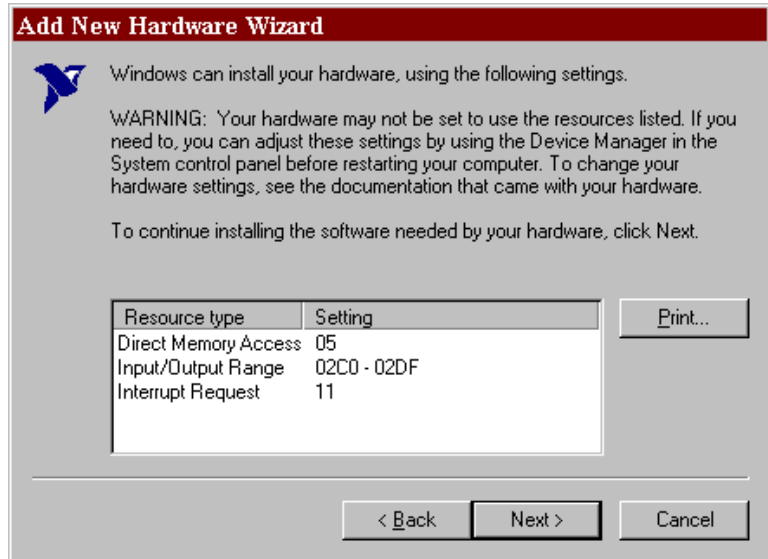 Add New Hardware Wizard
Windows can install your hardware, using the following settings.
WARNING: Your hardware may not be set to use the resources listed. If you
need to, you can adjust these settings by using the Device Manager in the
System control panel before restarting your computer. To change your
hardware settings, see the documentation that came with your hardware.
To continue installing the software needed by your hardware, click Next.
Resource type Setting
Direct Memory Access 05
Input/Output Range 02C0 - 02DF
Interrupt Request 11
Print...
< Back Next > Cancel